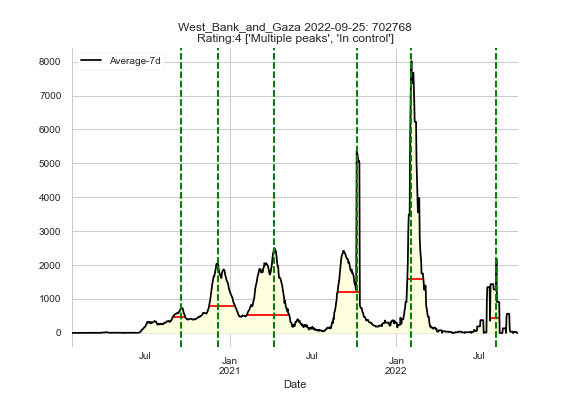 West_Bank_and_Gaza 2022-09-25: 702768
Rating:4 ['Multiple peaks', 'In control']
Average-7d
8000
7000
6000
5000
4000
3000
2000
1000
0
Jul
Jan
2021
Jul
Jan
2022
Jul
Date